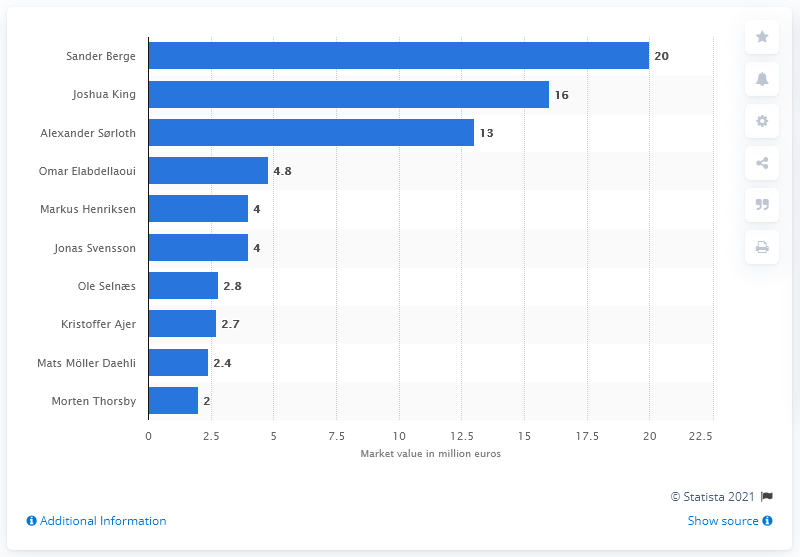 Sander Berge 20
Joshua King 16
Alexander Sørloth 13
Omar Elabdellaoui 4.8
Markus Henriksen 4
Jonas Svensson 4
Ole Selnæs 2.8
Kristoffer Ajer 2.7
Mats Möller Daehli 2.4
Morten Thorsby 2
0 2.5 5 7.5 10 12.5 15 17.5 20 22.5
Market value in million euros
© Statista 2021
Additional Information
Show source